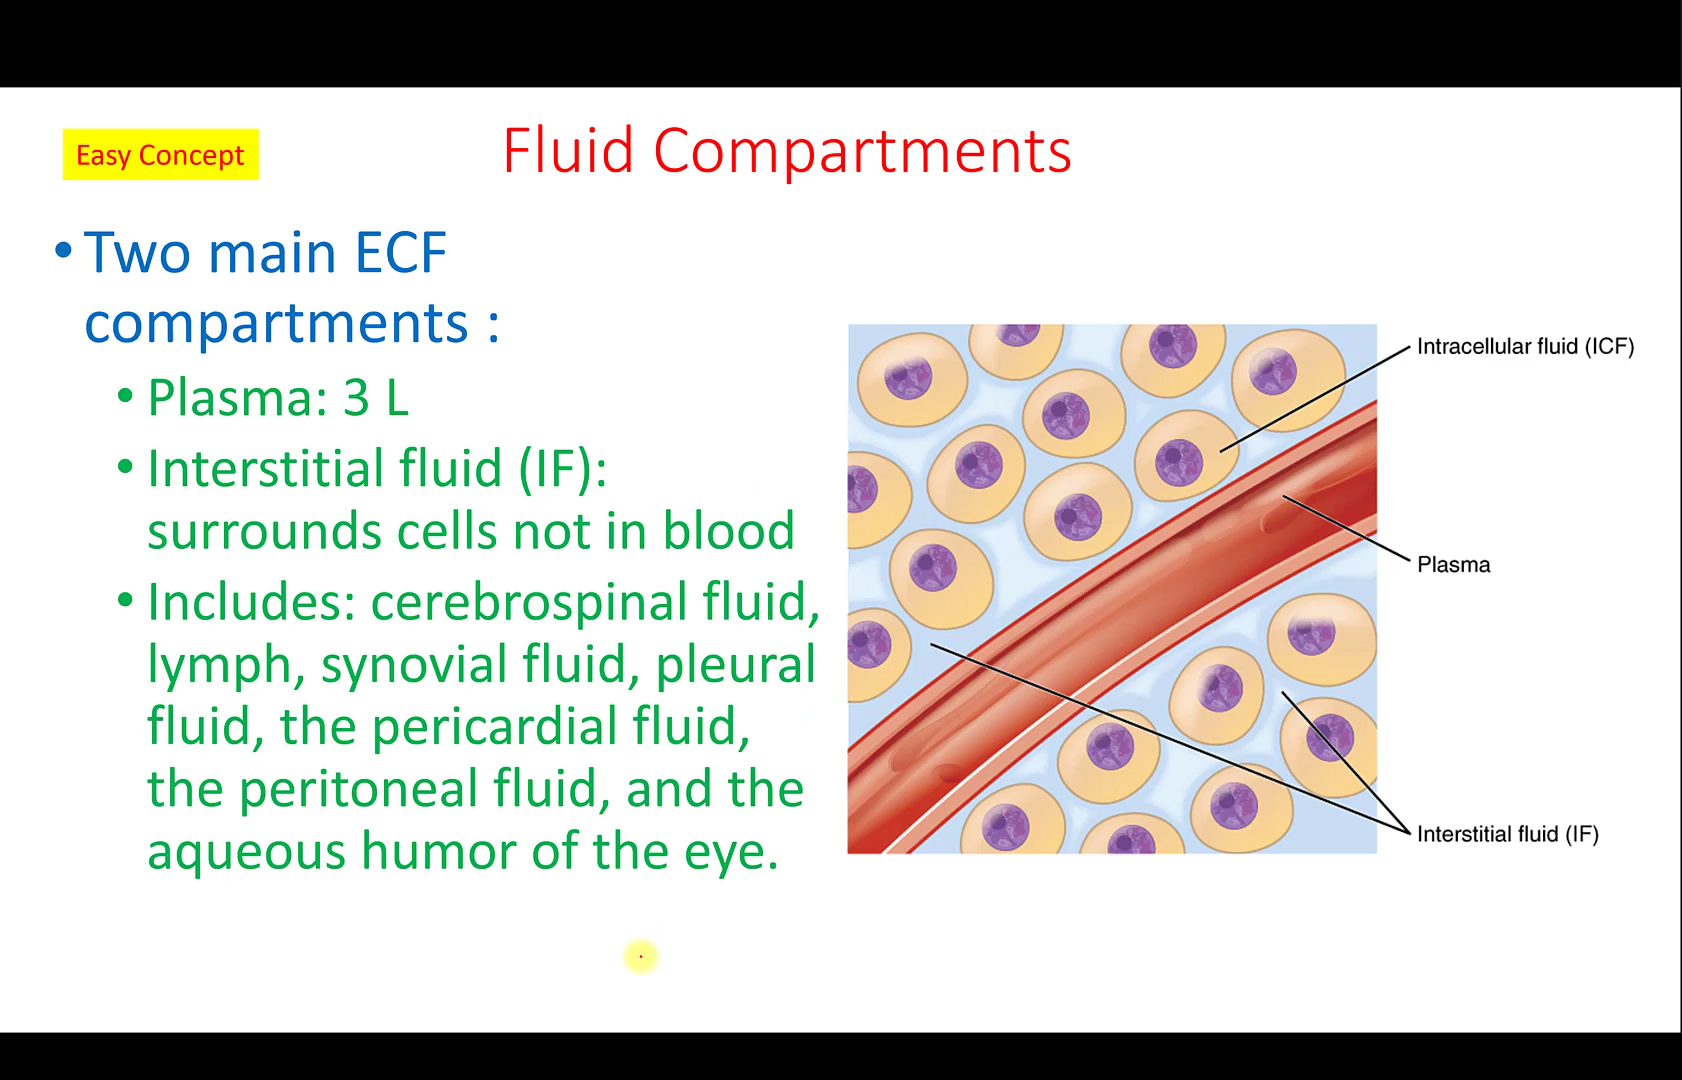 Easy Concept
Fluid Compartments
• Two main ECF
compartments :
• Plasma: 3 L
• Interstitial fluid (IF):
surrounds cells not in blood
• Includes: cerebrospinal fluid,
lymph, synovial fluid, pleural
fluid, the pericardial fluid,
the peritoneal fluid, and the
aqueous humor of the eye.
Intracellular fluid (ICF)
Plasma
Interstitial fluid (IF)